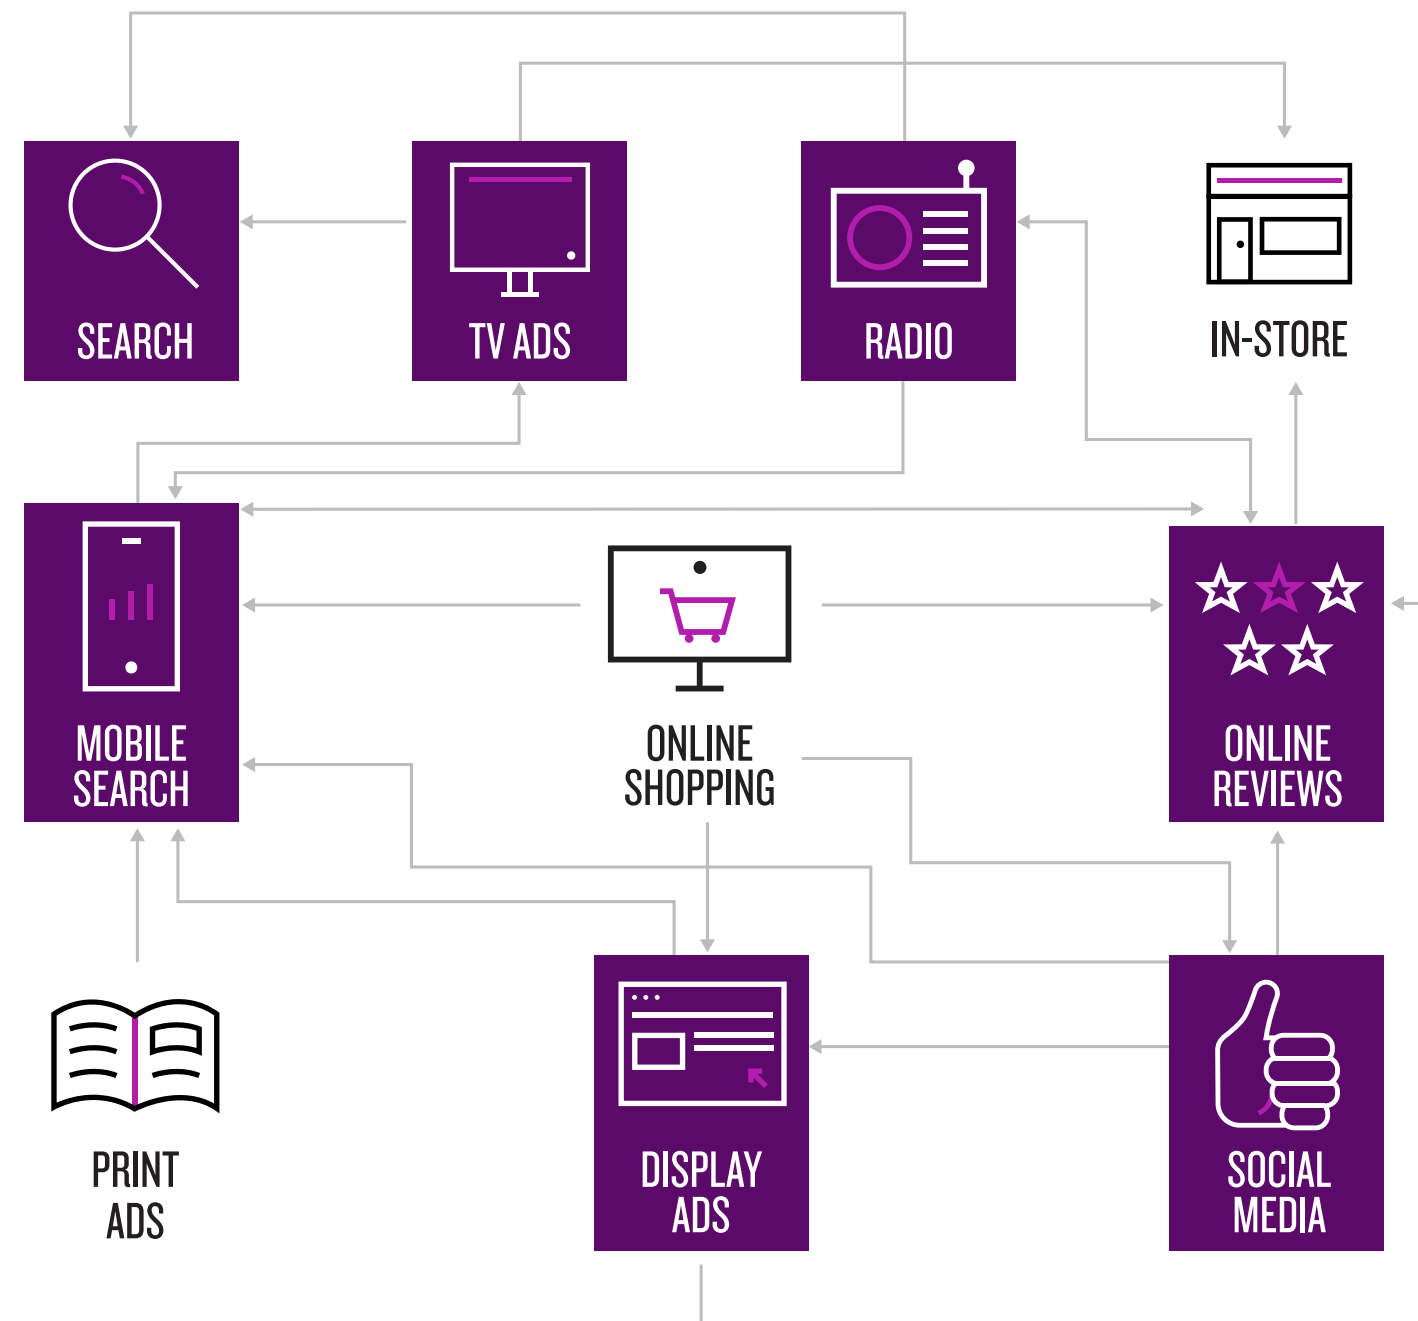 SEARCH
TV ADS
RADIO
IN-STORE
MOBILE
SEARCH
ONLINE
SHOPPING
ONLINE
REVIEWS
PRINT
ADS
DISPLAY
ADS
SOCIAL
MEDIA